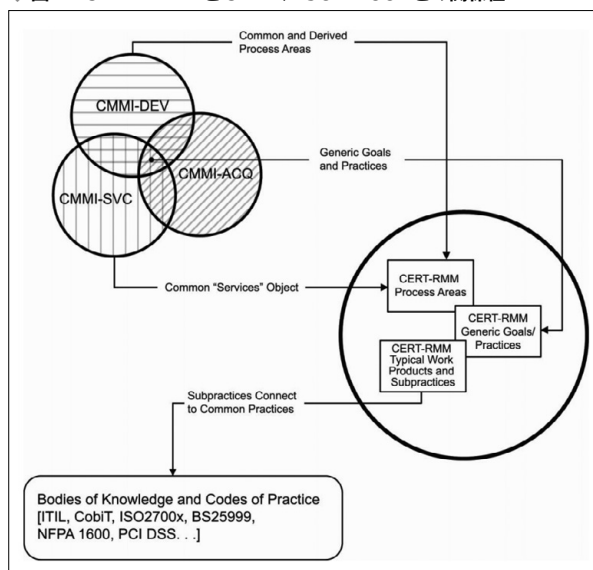 Common and Derived
Process Areas
CMMI-DEV
Generic Goals
and Practices
CMMI-ACQ
CMMI-SVC
CERT-RMM
Process Areas
Common "Services" Object
CERT-RMM
Generic Goals/
Practices
CERT-RMM
Typical Work
Products and
Subpractices
Subpractices Connect
to Common Practices
Bodies of Knowledge and Codes of Practice
[ITIL, CobiT, ISO2700x, BS25999,
NFPA 1600, PCI DSS. . .]